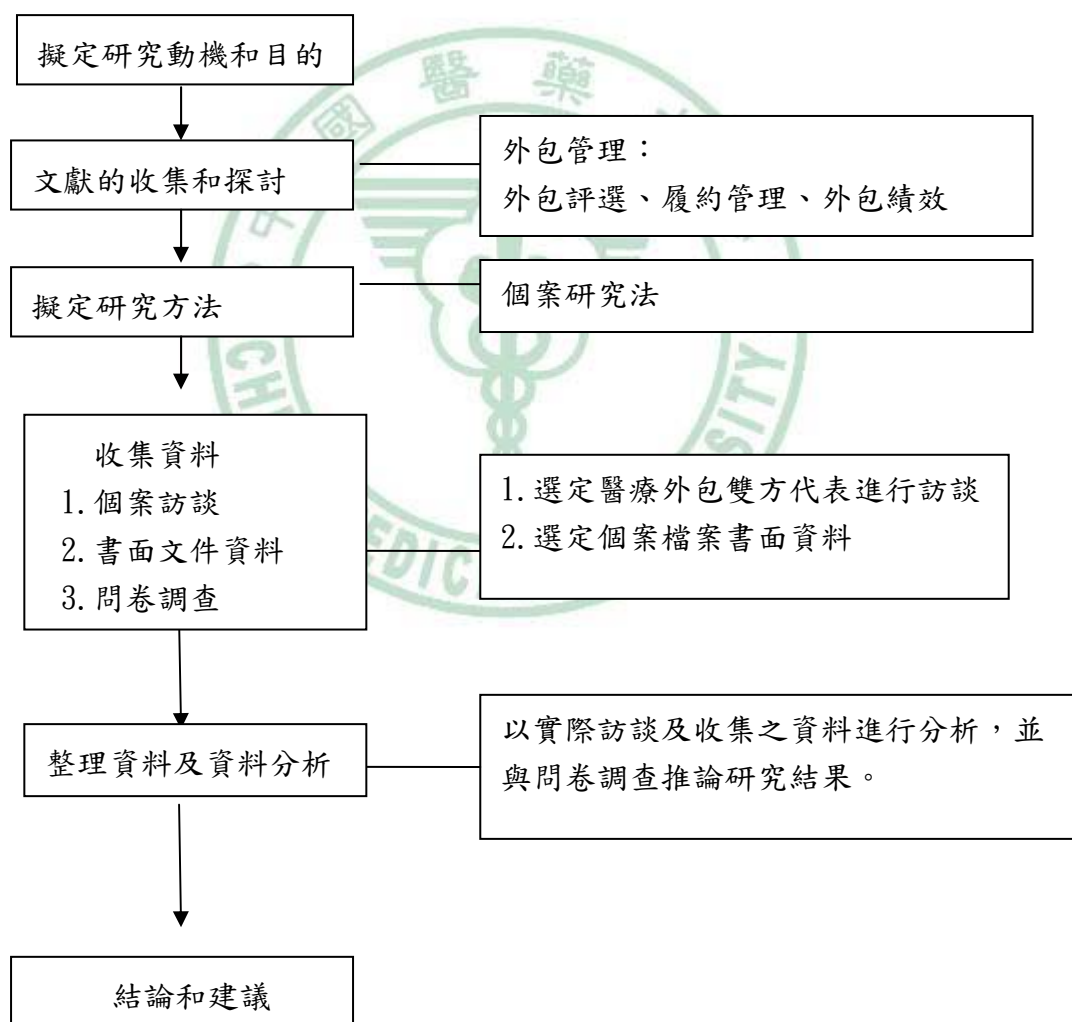 擬定研究動機和目的
文獻的收集和探討
外包管理：
外包評選、履約管理、外包績效
擬定研究方法
個案研究法
收集資料
1.個案訪談
2.書面文件資料
3.問卷調查
1.選定醫療外包雙方代表進行訪談
2.選定個案檔案書面資料
整理資料及資料分析
以實際訪談及收集之資料進行分析，並
與問卷調查推論研究結果。
結論和建議
中國醫藥